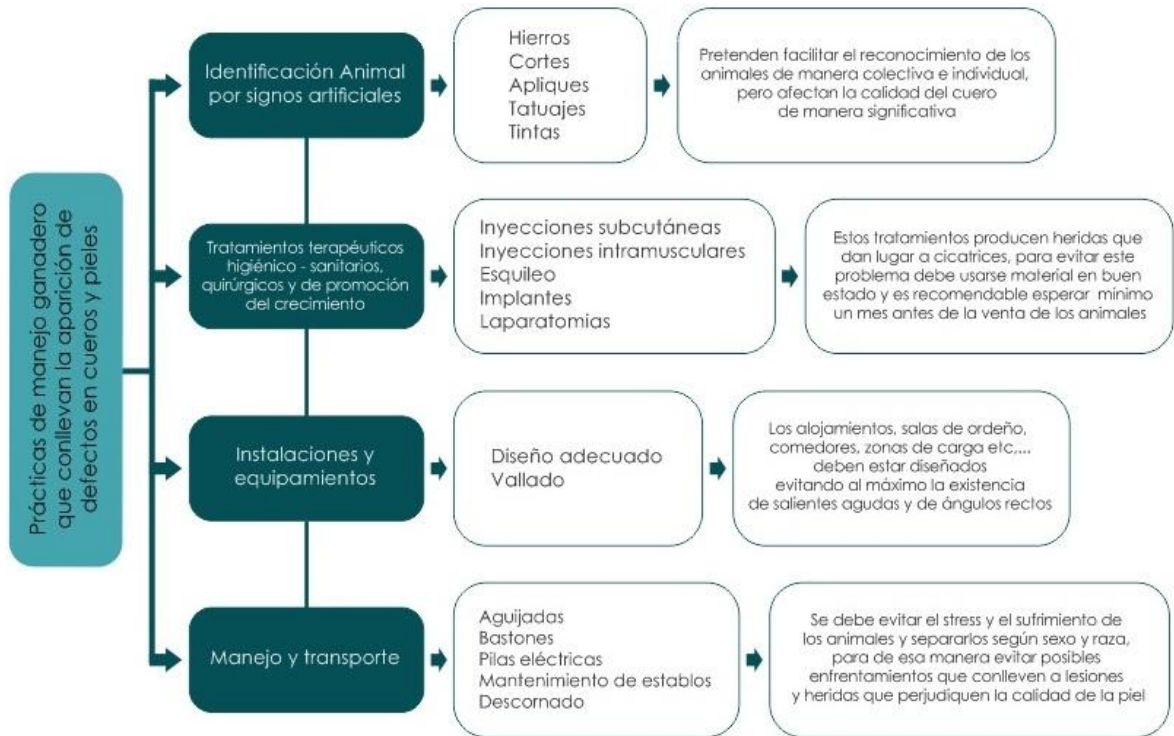 Prácticas de manejo ganadero
que conllevan la aparición de
defectos en cueros y pieles
Identificación Animal
por signos artificiales
Hierros
Cortes
Apliques
Tatuajes
Tintas
Pretenden facilitar el reconocimiento de los
animales de manera colectiva e individual,
pero afectan la calidad del cuero
de manera significativa
Tratamientos terapéuticos
higiénico - sanitarios,
quirúrgicos y de promoción
del crecimiento
Inyecciones subcutáneas
Inyecciones intramusculares
Esquileo
Implantes
Laparatomias
Estos tratamientos producen heridas que
dan lugar a cicatrices, para evitar este
problema debe usarse material en buen
estado y es recomendable esperar mínimo
un mes antes de la venta de los animales
Instalaciones y
equipamientos
Diseño adecuado
Vallado
Los alojamientos, salas de ordeño,
comedores, zonas de carga etc,...
deben estar diseñados
evitando al máximo la existencia
de salientes agudas y de ángulos rectos
Manejo y transporte
Aguijadas
Bastones
Pilas eléctricas
Mantenimiento de establos
Descornado
Se debe evitar el stress y el sufrimiento de
los animales y separarlos según sexo y raza,
para de esa manera evitar posibles
enfrentamientos que conlleven a lesiones
y heridas que perjudiquen la calidad de la piel